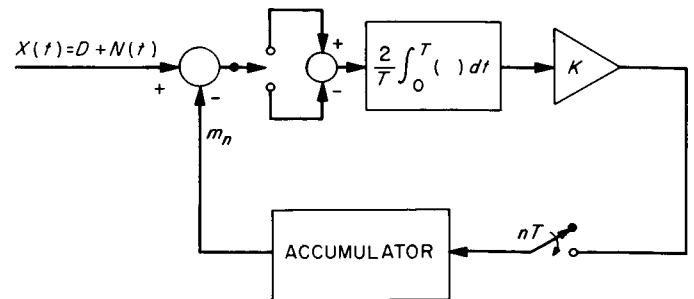 X(t)=D+N(t)
+
-
m_n
+
-
2/T ∫_0^T ( ) dt
K
ACCUMULATOR
nT